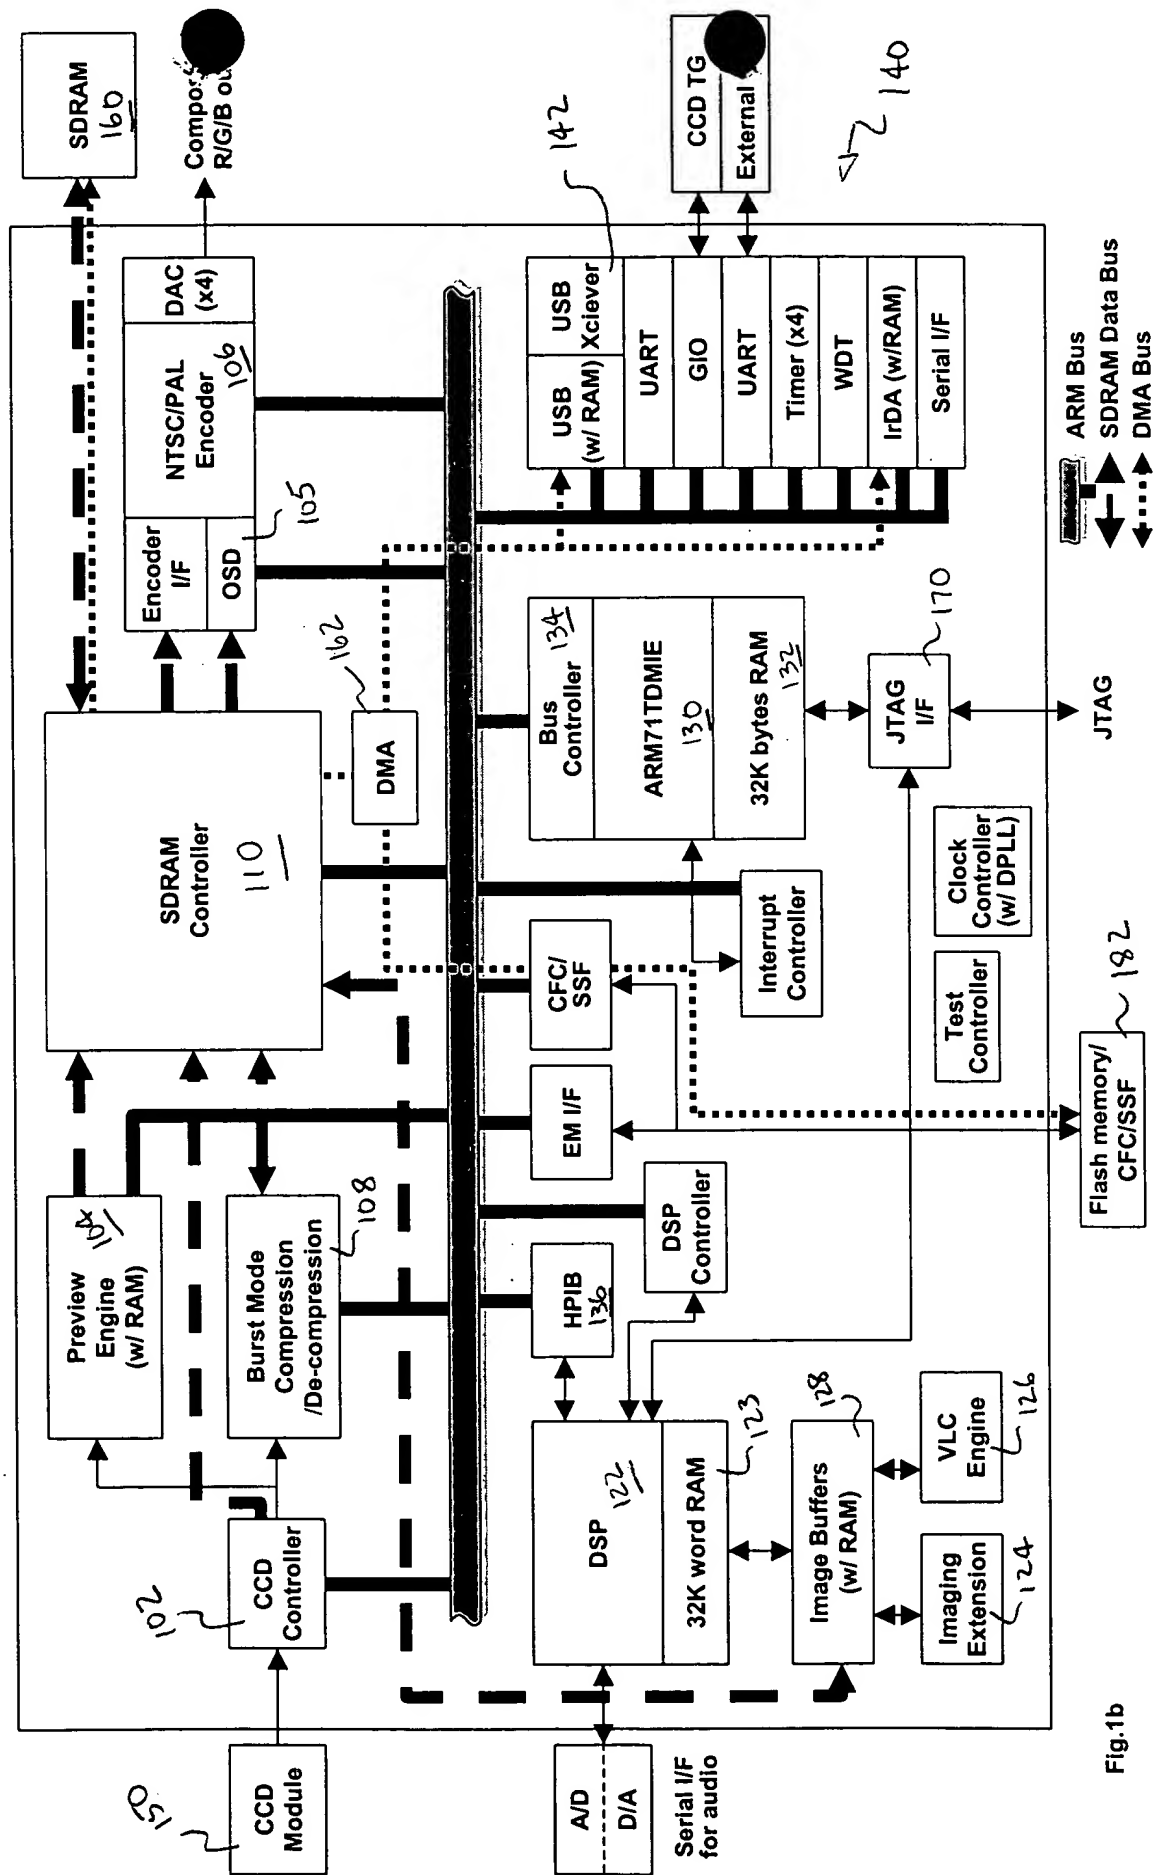 CCD
Module
150
CCD
Controller
102
Preview
Engine
(w/ RAM)
104
Burst Mode
Compression
/De-compression
108
SDRAM
Controller
110
Encoder
I/F
OSD
105
NTSC/PAL
Encoder
106
DAC
(x4)
SDRAM
160
R/G/B
DMA
162
A/D
D/A
Serial I/F
for audio
DSP
122
32K word RAM
123
HPIB
136
DSP
Controller
EM I/F
CFC/
SSF
Interrupt
Controller
Bus
Controller
134
ARM71TDMIE
130
32K bytes RAM
132
USB
(w/ RAM)
USB
Xciever
142
UART
GIO
UART
Timer (x4)
WDT
IrDA (w/RAM)
Serial I/F
CCD TG
External
140
Image Buffers
(w/ RAM)
128
Imaging
Extension
124
VLC
Engine
126
JTAG
I/F
170
JTAG
Test
Controller
Clock
Controller
(w/ DPLL)
Flash memory/
CFC/SSF
182
ARM Bus
SDRAM Data Bus
DMA Bus
Fig.1b